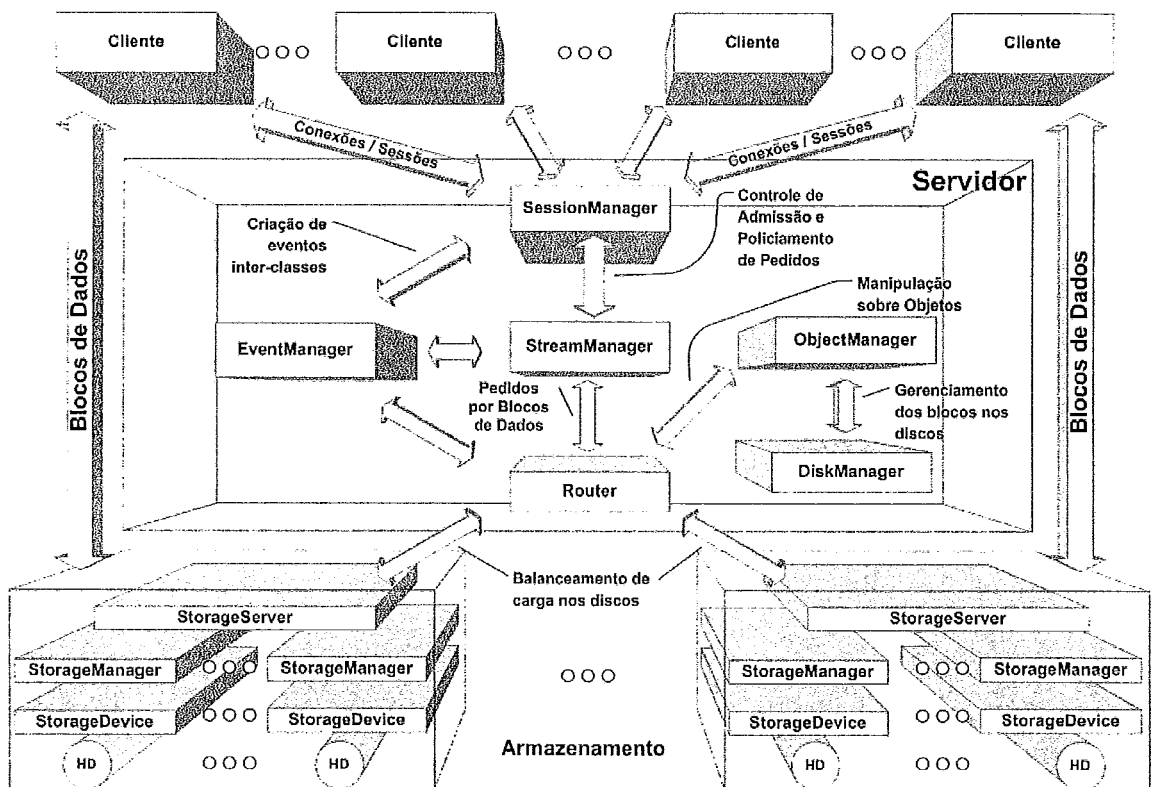 Cliente
Cliente
Cliente
Cliente
Conexões / Sessões
Conexões / Sessões
Servidor
SessionManager
Controle de
Admissão e
Policiamento
de Pedidos
Criação de
eventos
inter-classes
Manipulação
sobre Objetos
Blocos de Dados
Blocos de Dados
EventManager
StreamManager
ObjectManager
Pedidos
por Blocos
de Dados
Gerenciamento
dos blocos nos
discos
Router
DiskManager
Balanceamento de
carga nos discos
StorageServer
StorageServer
StorageManager
StorageManager
StorageManager
StorageManager
StorageDevice
StorageDevice
StorageDevice
StorageDevice
Armazenamento
HD
HD
HD
HD